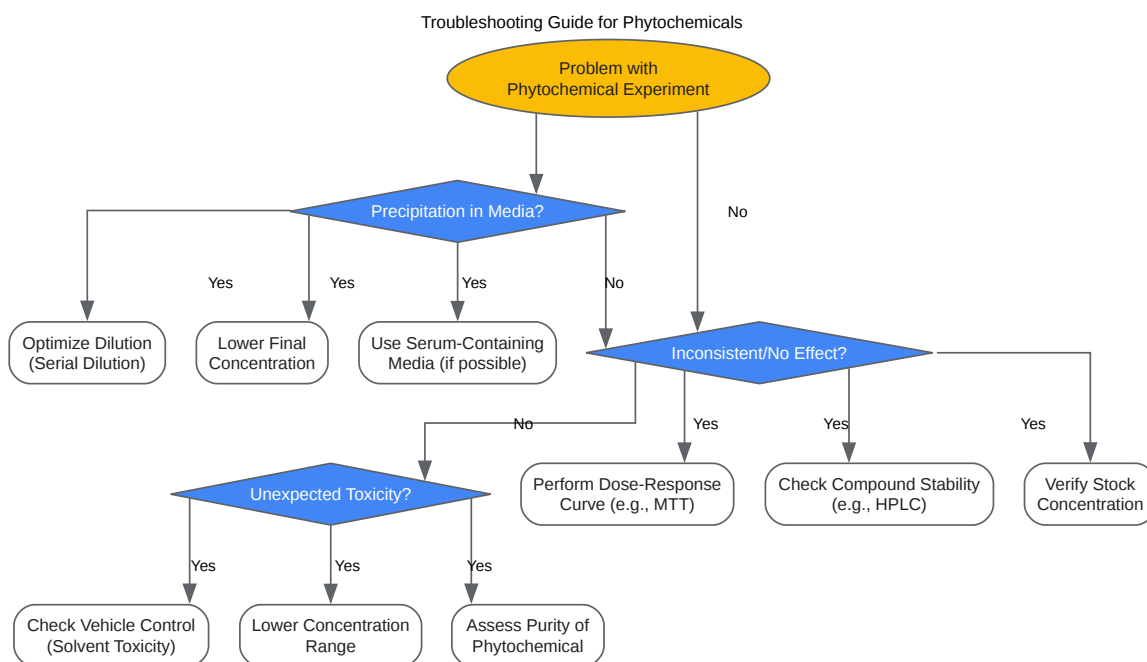 Troubleshooting Guide for Phytochemicals
Problem with
Phytochemical Experiment
Precipitation in Media?
No
Yes
Yes
Yes
No
Optimize Dilution
(Serial Dilution)
Lower Final
Concentration
Use Serum-Containing
Media (if possible)
Inconsistent/No Effect?
No
Yes
Yes
Yes
Unexpected Toxicity?
Perform Dose-Response
Curve (e.g., MTT)
Check Compound Stability
(e.g., HPLC)
Verify Stock
Concentration
Yes
Yes
Yes
Check Vehicle Control
(Solvent Toxicity)
Lower Concentration
Range
Assess Purity of
Phytochemical